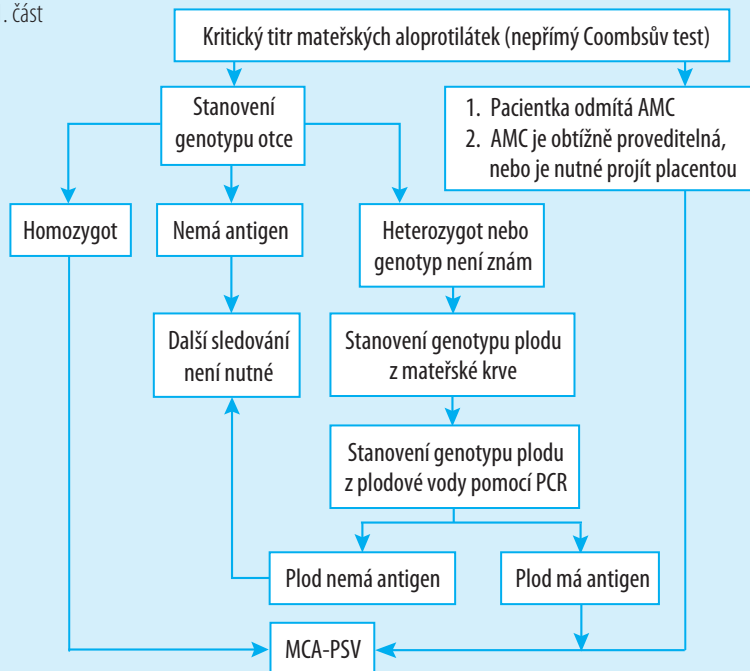 . část
Kritický titr mateřských aloprotilátek (nepřímý Coombsův test)
Stanovení
genotypu otce
1. Pacientka odmítá AMC
2. AMC je obtížně proveditelná,
nebo je nutné projít placentou
Homozygot
Nemá antigen
Heterozygot nebo
genotyp není znám
Další sledování
není nutné
Stanovení genotypu plodu
z mateřské krve
Stanovení genotypu plodu
z plodové vody pomocí PCR
Plod nemá antigen
Plod má antigen
MCA-PSV